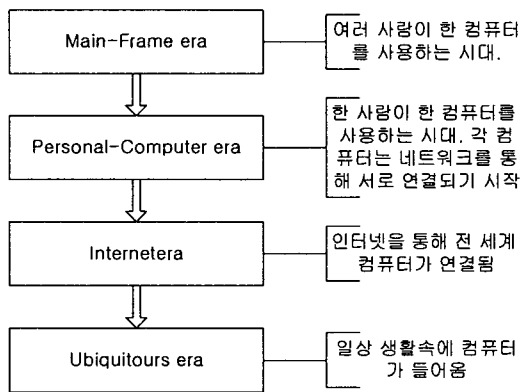 Main-Frame era
여러 사람이 한 컴퓨터
를 사용하는 시대.
Personal-Computer era
한 사람이 한 컴퓨터를
사용하는 시대. 각 컴
퓨터는 네트워크를 통
해 서로 연결되기 시작
Internetera
인터넷을 통해 전 세계
컴퓨터가 연결됨
Ubiquitours era
일상 생활속에 컴퓨터
가 들어옴